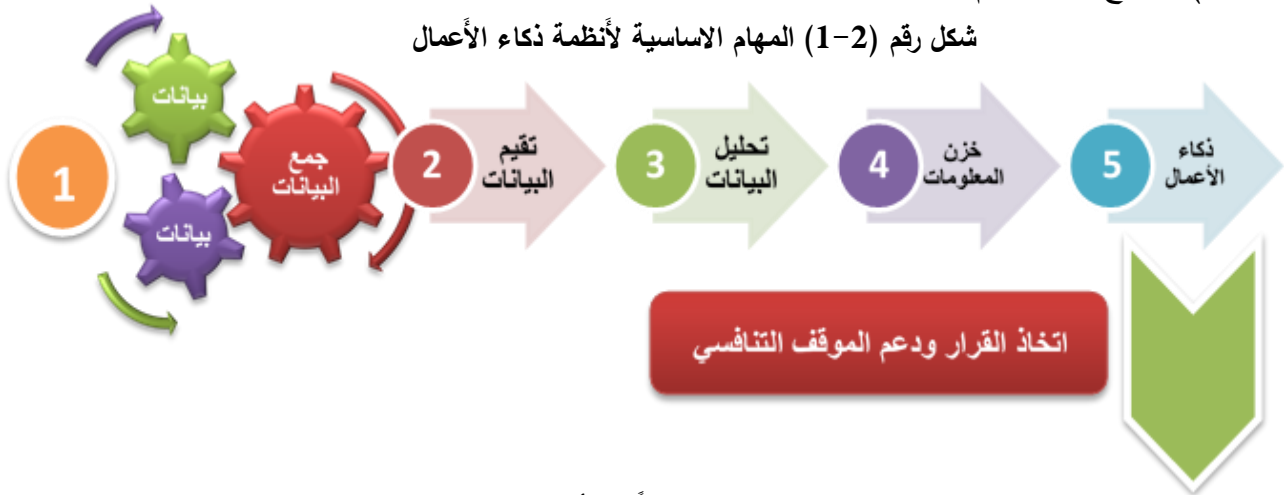 شكل رقم (2-1) المهام الاساسية لأَنظمة ذكاء الأَعمال
1
بيانات
بيانات
جمع
البيانات
2
تقيم
البيانات
3
تحليل
البيانات
4
خزن
المعلومات
5
ذكاء
الأعمال
اتخاذ القرار ودعم الموقف التنافسي